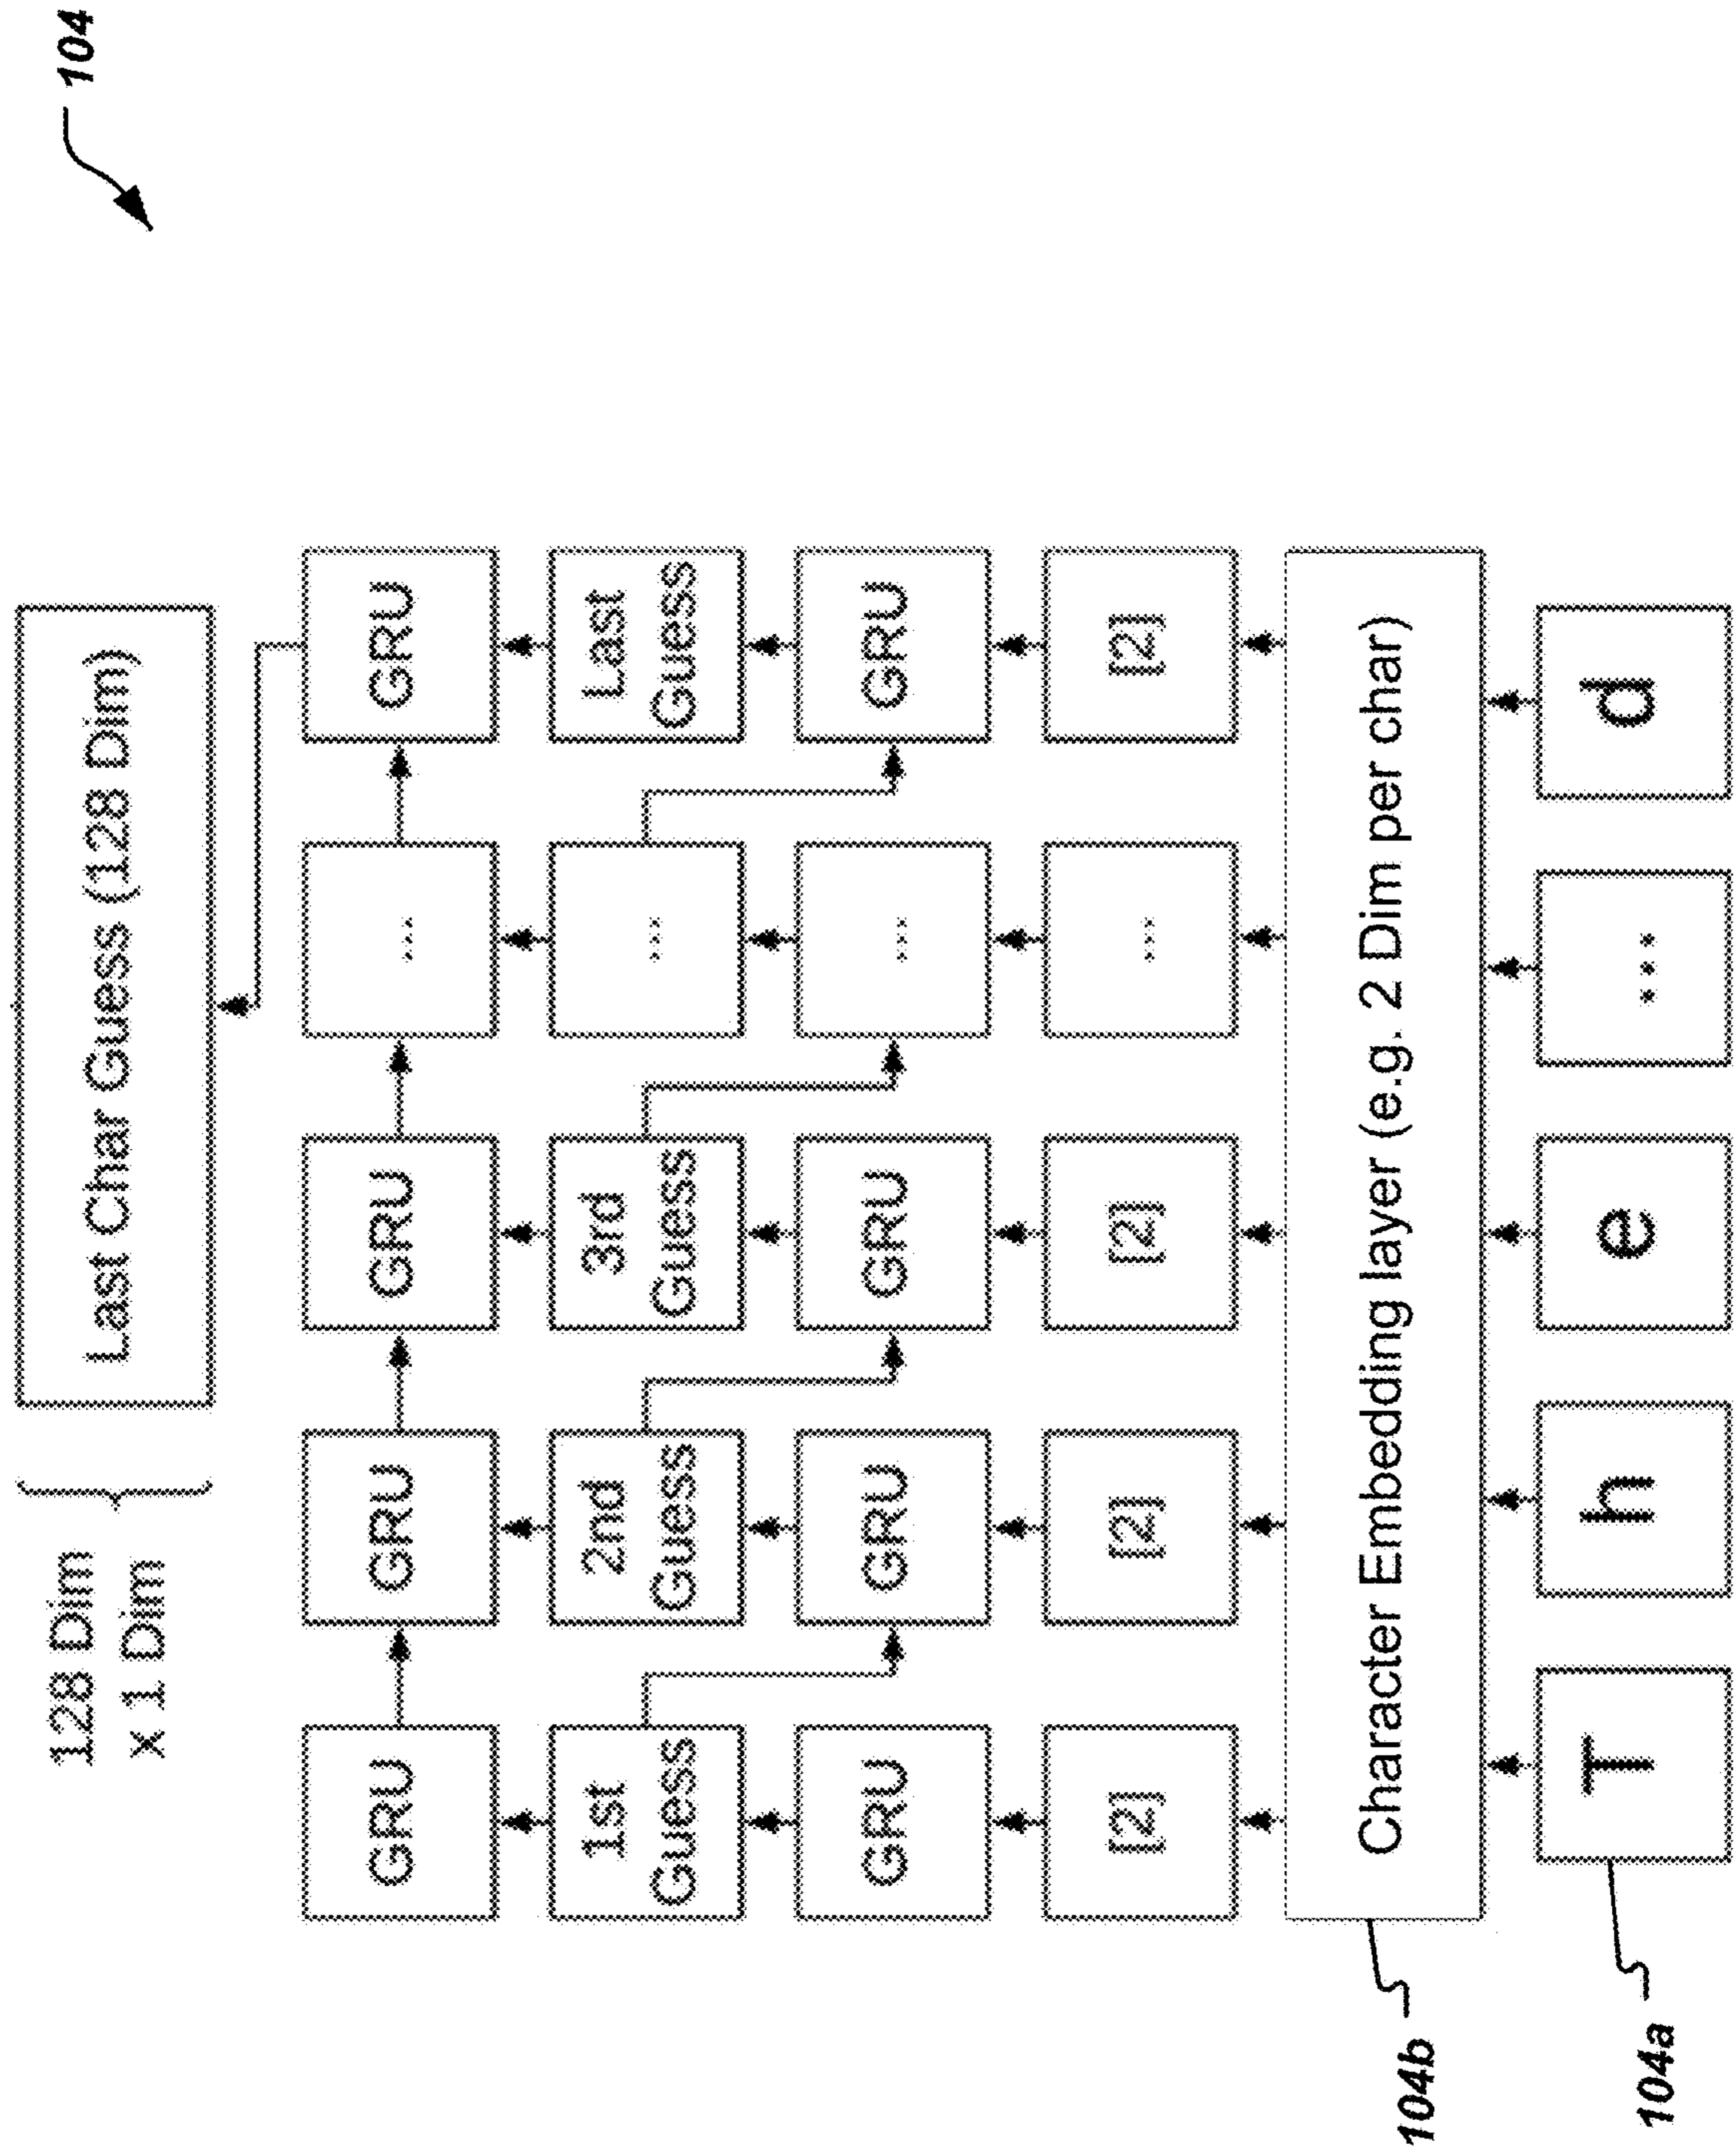 104
128 Dim
x 1 Dim
Last Char Guess (128 Dim)
GRU
GRU
GRU
...
GRU
1st
Guess
2nd
Guess
3rd
Guess
...
Last
Guess
GRU
GRU
GRU
...
GRU
[2]
[2]
[2]
...
[2]
104b
Character Embedding layer (e.g. 2 Dim per char)
104a
T
h
e
...
d